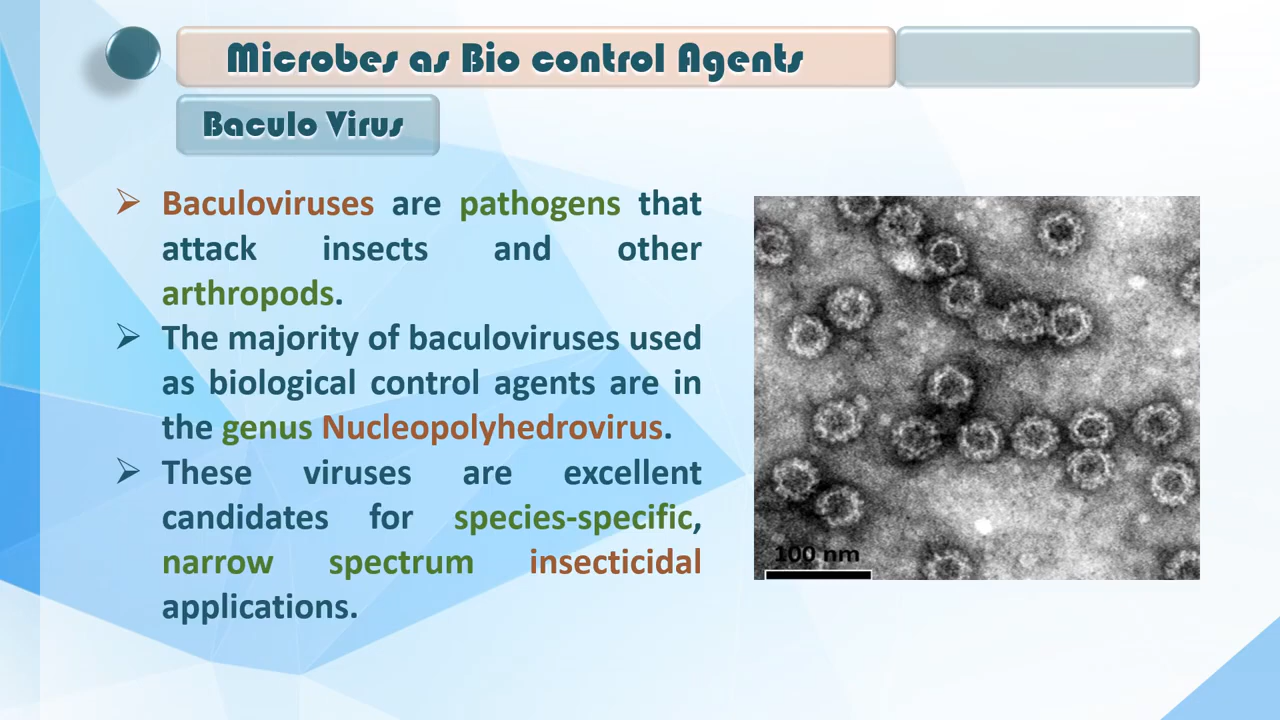 Microbes as Bio control Agents
Baculo Virus
➢ Baculoviruses are pathogens that
attack insects and other
arthropods.
➢ The majority of baculoviruses used
as biological control agents are in
the genus Nucleopolyhedrovirus.
➢ These viruses are excellent
candidates for species-specific,
narrow spectrum insecticidal
applications.
100 nm